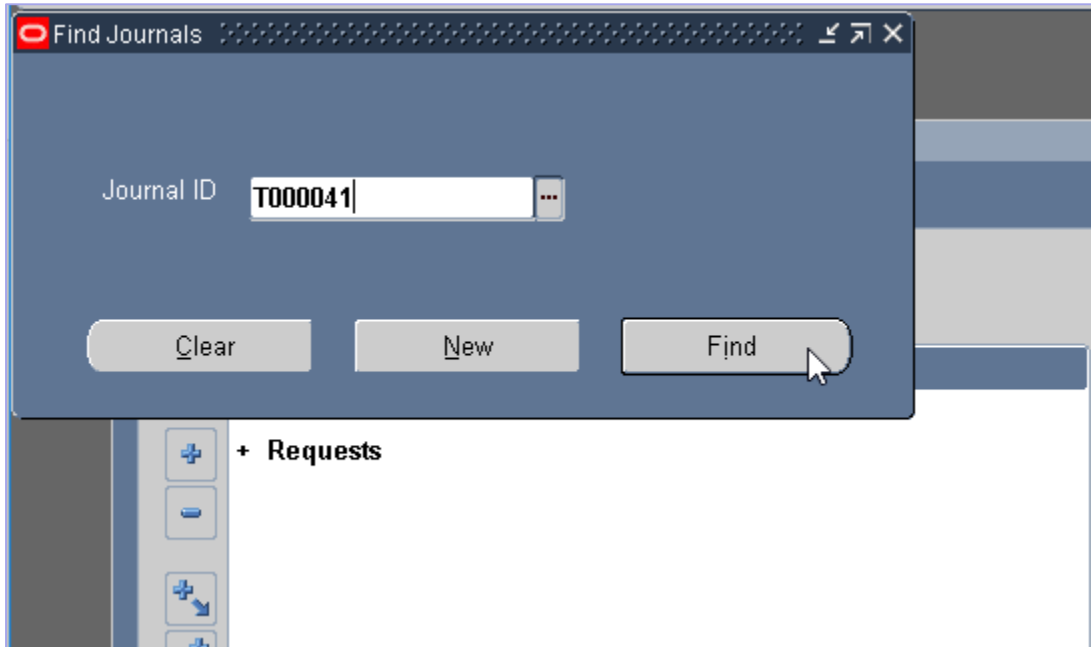 Find Journals
Journal ID T000041 ...
Clear New Find
+ Requests